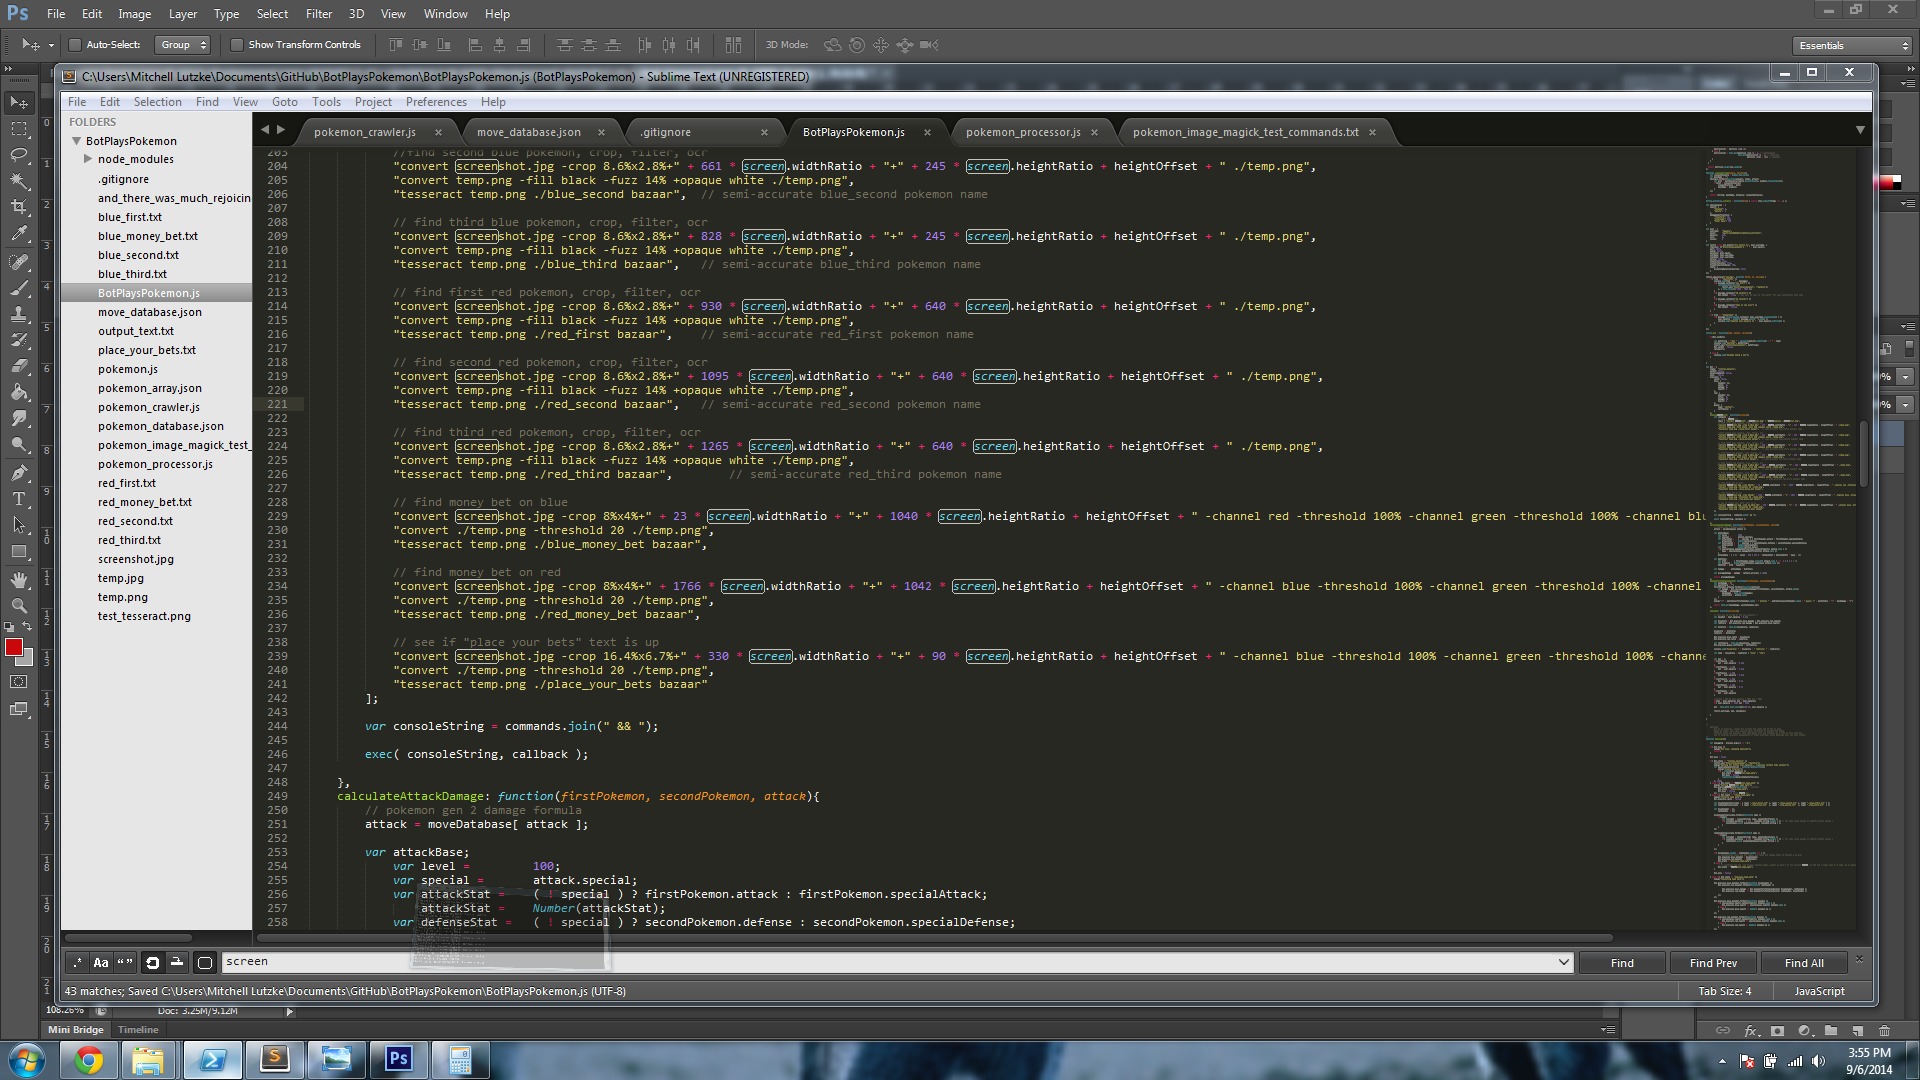 Ps File Edit Image Layer Type Select Filter 3D View Window Help
Auto-Select: Group Show Transform Controls 3D Mode: Essentials
C:\Users\Mitchell Lutzke\Documents\GitHub\BotPlaysPokemon\BotPlaysPokemon.js (BotPlaysPokemon) - Sublime Text (UNREGISTERED)
File Edit Selection Find View Goto Tools Project Preferences Help
FOLDERS
BotPlaysPokemon
node_modules
.gitignore
and_there_was_much_rejoicin
blue_first.txt
blue_money_bet.txt
blue_second.txt
blue_third.txt
BotPlaysPokemon.js
move_database.json
output_text.txt
place_your_bets.txt
pokemon.js
pokemon_array.json
pokemon_crawler.js
pokemon_database.json
pokemon_image_magick_test_
pokemon_processor.js
red_first.txt
red_money_bet.txt
red_second.txt
red_third.txt
screenshot.jpg
temp.jpg
temp.png
test_tesseract.png
pokemon_crawler.js move_database.json .gitignore BotPlaysPokemon.js pokemon_processor.js pokemon_image_magick_test_commands.txt
203 //find second blue pokemon, crop, filter, ocr
204 "convert screenshot.jpg -crop 8.6%x2.8%+" + 661 * screen.widthRatio + "+" + 245 * screen.heightRatio + heightOffset + " ./temp.png",
205 "convert temp.png -fill black -fuzz 14% +opaque white ./temp.png",
206 "tesseract temp.png ./blue_second bazaar", // semi-accurate blue_second pokemon name
207
208 // find third blue pokemon, crop, filter, ocr
209 "convert screenshot.jpg -crop 8.6%x2.8%+" + 828 * screen.widthRatio + "+" + 245 * screen.heightRatio + heightOffset + " ./temp.png",
210 "convert temp.png -fill black -fuzz 14% +opaque white ./temp.png",
211 "tesseract temp.png ./blue_third bazaar", // semi-accurate blue_third pokemon name
212
213 // find first red pokemon, crop, filter, ocr
214 "convert screenshot.jpg -crop 8.6%x2.8%+" + 930 * screen.widthRatio + "+" + 640 * screen.heightRatio + heightOffset + " ./temp.png",
215 "convert temp.png -fill black -fuzz 14% +opaque white ./temp.png",
216 "tesseract temp.png ./red_first bazaar", // semi-accurate red_first pokemon name
217
218 // find second red pokemon, crop, filter, ocr
219 "convert screenshot.jpg -crop 8.6%x2.8%+" + 1095 * screen.widthRatio + "+" + 640 * screen.heightRatio + heightOffset + " ./temp.png",
220 "convert temp.png -fill black -fuzz 14% +opaque white ./temp.png",
221 "tesseract temp.png ./red_second bazaar", // semi-accurate red_second pokemon name
222
223 // find third red pokemon, crop, filter, ocr
224 "convert screenshot.jpg -crop 8.6%x2.8%+" + 1265 * screen.widthRatio + "+" + 640 * screen.heightRatio + heightOffset + " ./temp.png",
225 "convert temp.png -fill black -fuzz 14% +opaque white ./temp.png",
226 "tesseract temp.png ./red_third bazaar", // semi-accurate red_third pokemon name
227
228 // find money bet on blue
229 "convert screenshot.jpg -crop 8%x4%+" + 23 * screen.widthRatio + "+" + 1040 * screen.heightRatio + heightOffset + " -channel red -threshold 100% -channel green -threshold 100% -channel blu
230 "convert ./temp.png -threshold 20 ./temp.png",
231 "tesseract temp.png ./blue_money_bet bazaar",
232
233 // find money bet on red
234 "convert screenshot.jpg -crop 8%x4%+" + 1766 * screen.widthRatio + "+" + 1042 * screen.heightRatio + heightOffset + " -channel blue -threshold 100% -channel green -threshold 100% -channel
235 "convert ./temp.png -threshold 20 ./temp.png",
236 "tesseract temp.png ./red_money_bet bazaar",
237
238 // see if "place your bets" text is up
239 "convert screenshot.jpg -crop 16.4%x6.7%+" + 330 * screen.widthRatio + "+" + 90 * screen.heightRatio + heightOffset + " -channel blue -threshold 100% -channel green -threshold 100% -channe
240 "convert ./temp.png -threshold 20 ./temp.png",
241 "tesseract temp.png ./place_your_bets bazaar"
242 ];
243
244 var consoleString = commands.join(" && ");
245
246 exec( consoleString, callback );
247
248 },
249 calculateAttackDamage: function(firstPokemon, secondPokemon, attack){
250 // pokemon gen 2 damage formula
251 attack = moveDatabase[ attack ];
252
253 var attackBase;
254 var level = 100;
255 var special = attack.special;
256 var attackStat = ( ! special ) ? firstPokemon.attack : firstPokemon.specialAttack;
257 attackStat = Number(attackStat);
258 var defenseStat = ( ! special ) ? secondPokemon.defense : secondPokemon.specialDefense;
.* Aa “ ” screen Find Find Prev Find All
43 matches; Saved C:\Users\Mitchell Lutzke\Documents\GitHub\BotPlaysPokemon\BotPlaysPokemon.js (UTF-8) Tab Size: 4 JavaScript
108.26% Doc: 3.25M/9.12M
Mini Bridge Timeline
Ps
3:55 PM
9/6/2014